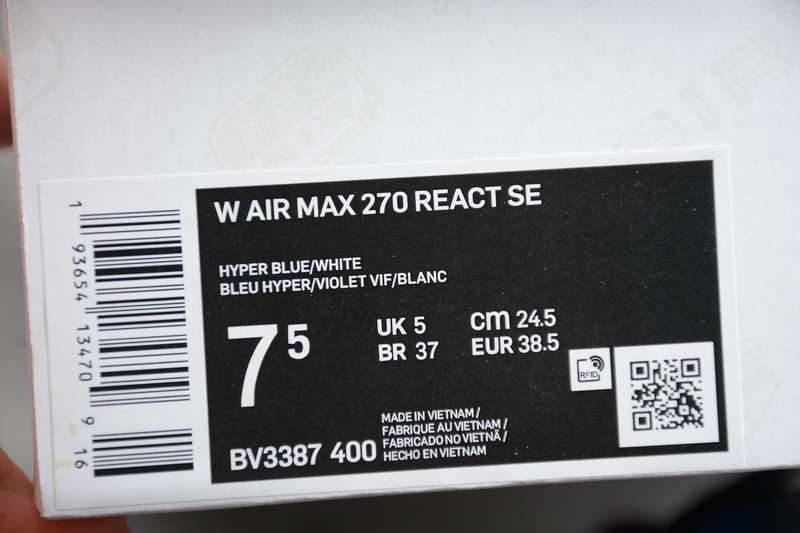 W AIR MAX 270 REACT SE
HYPER BLUE/WHITE
BLEU HYPER/VIOLET VIF/BLANC
7 5
UK 5
BR 37
cm 24.5
EUR 38.5
RFID
BV3387 400
MADE IN VIETNAM /
FABRIQUE AU VIETNAM /
FABRICADO NO VIETNÃ /
HECHO EN VIETNAM
1 93654 13470 9 16
AIR